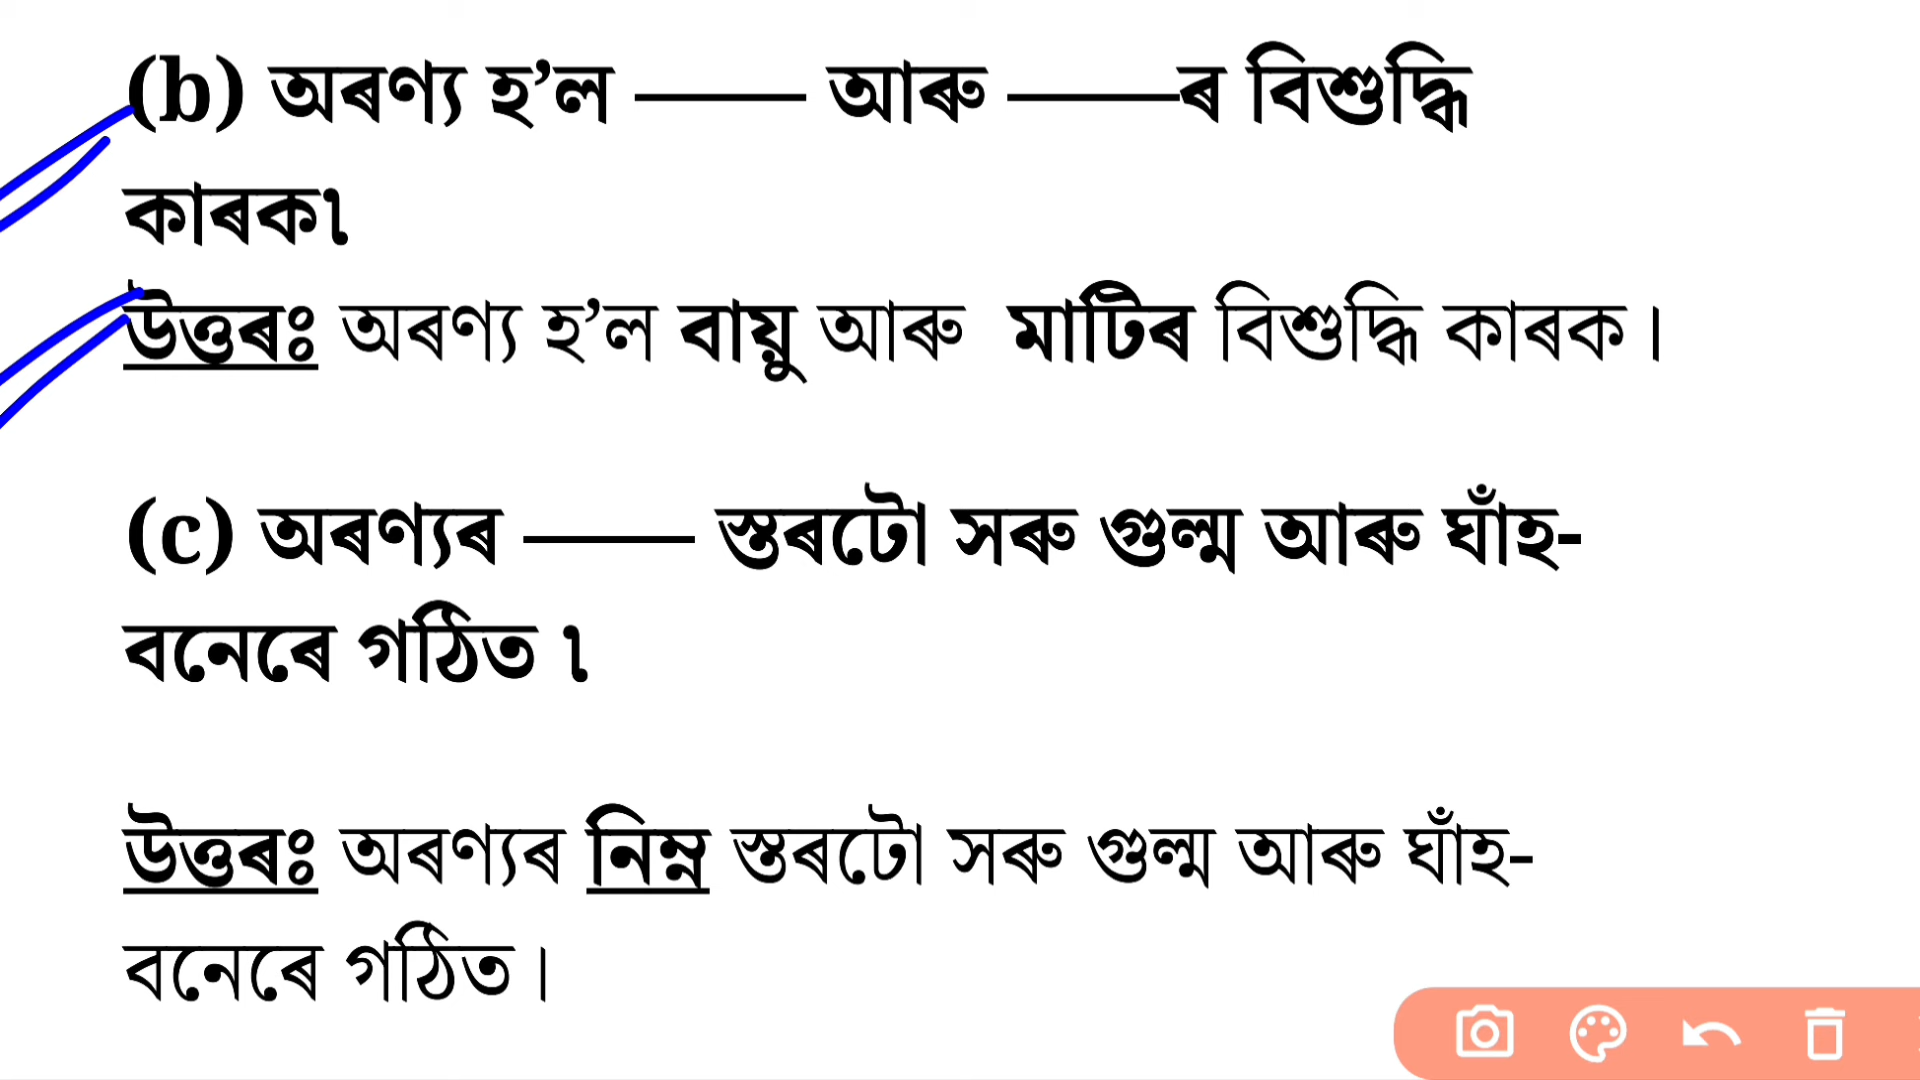 (b) অৰণ্য হ’ল —— আৰু ——ৰ বিশুদ্ধি
কাৰক৷
উত্তৰঃ অৰণ্য হ’ল বায়ু আৰু মাটিৰ বিশুদ্ধি কাৰক।
(c) অৰণ্যৰ —— স্তৰটো সৰু গুল্ম আৰু ঘাঁহ-
বনেৰে গঠিত ৷
উত্তৰঃ অৰণ্যৰ নিম্ন স্তৰটো সৰু গুল্ম আৰু ঘাঁহ-
বনেৰে গঠিত।